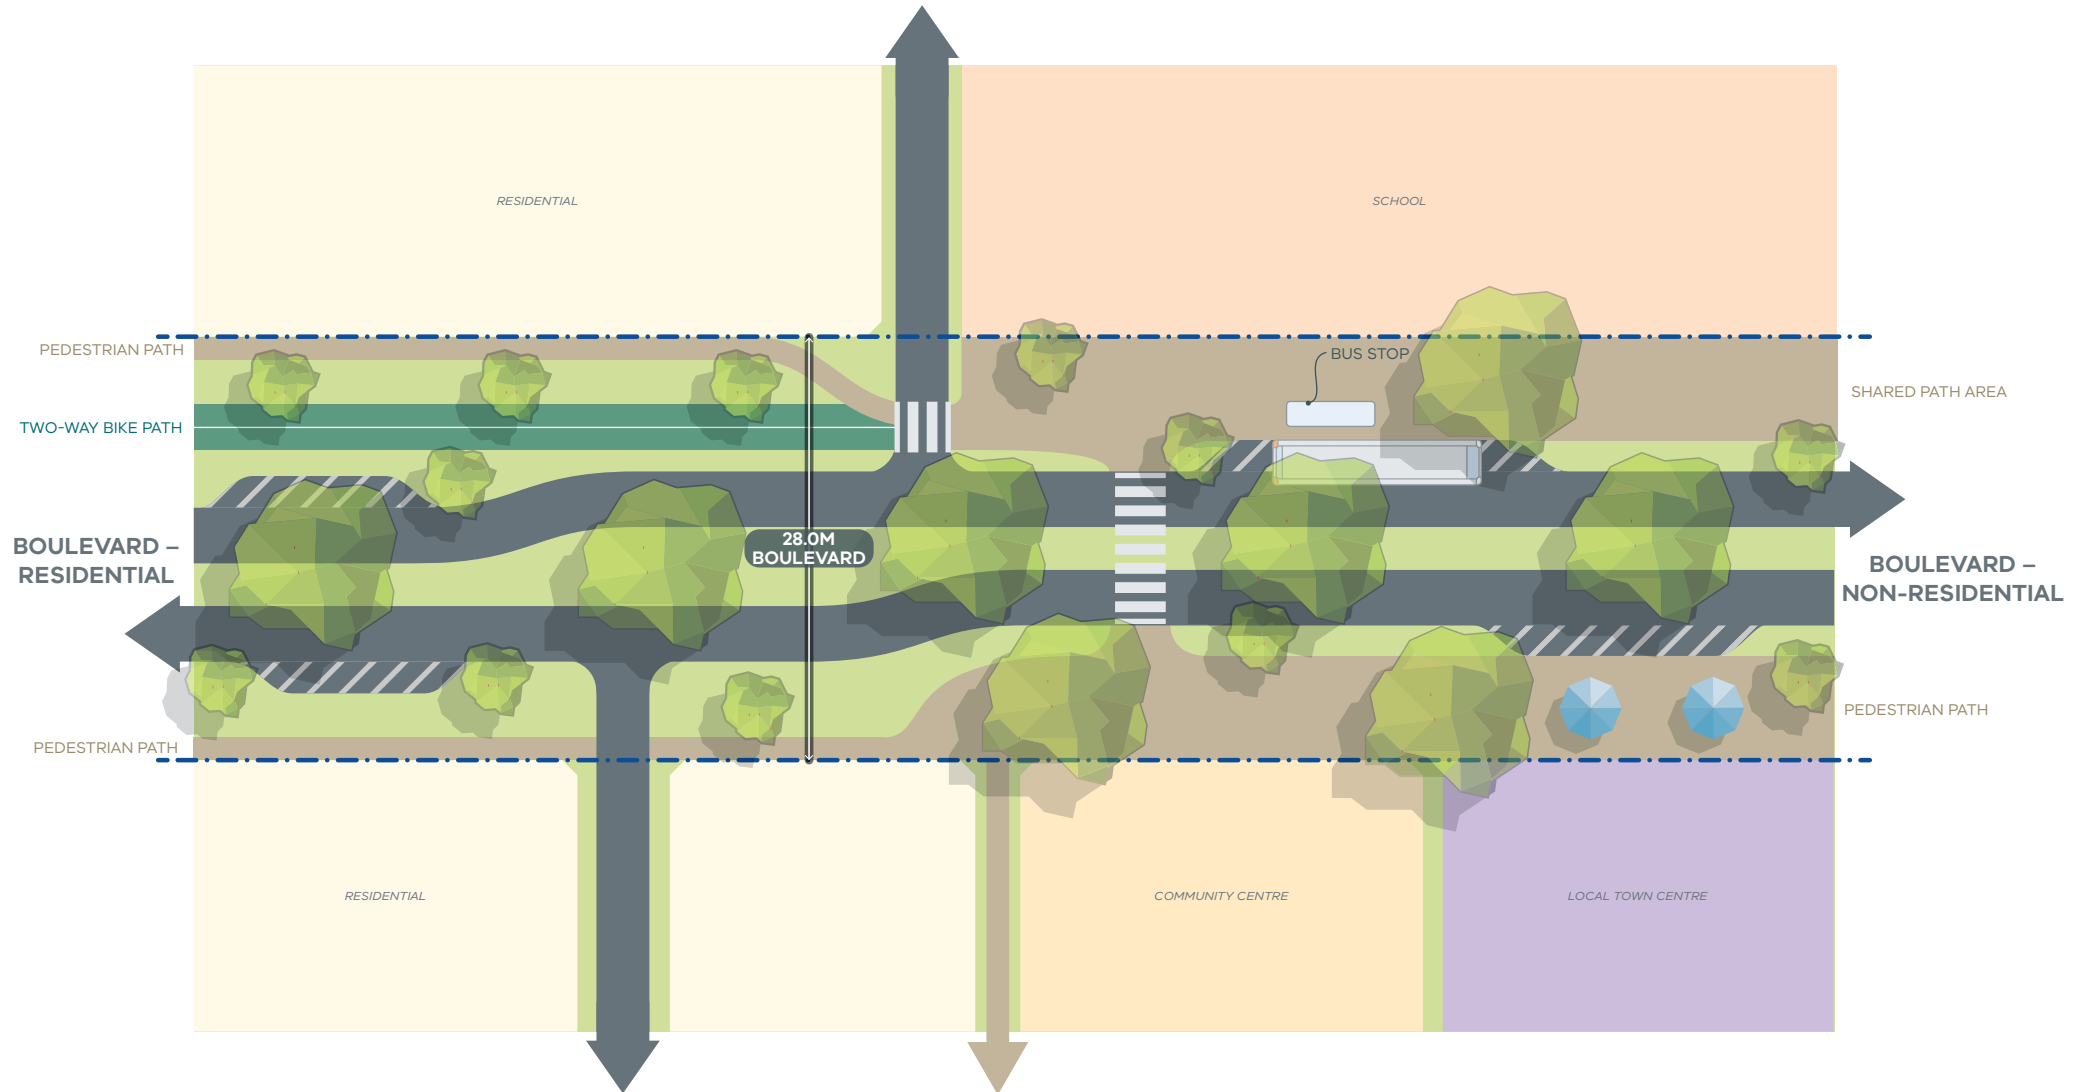 RESIDENTIAL
SCHOOL
PEDESTRIAN PATH
BUS STOP
SHARED PATH AREA
TWO-WAY BIKE PATH
BOULEVARD –
RESIDENTIAL
28.0M
BOULEVARD
BOULEVARD –
NON-RESIDENTIAL
PEDESTRIAN PATH
PEDESTRIAN PATH
RESIDENTIAL
COMMUNITY CENTRE
LOCAL TOWN CENTRE